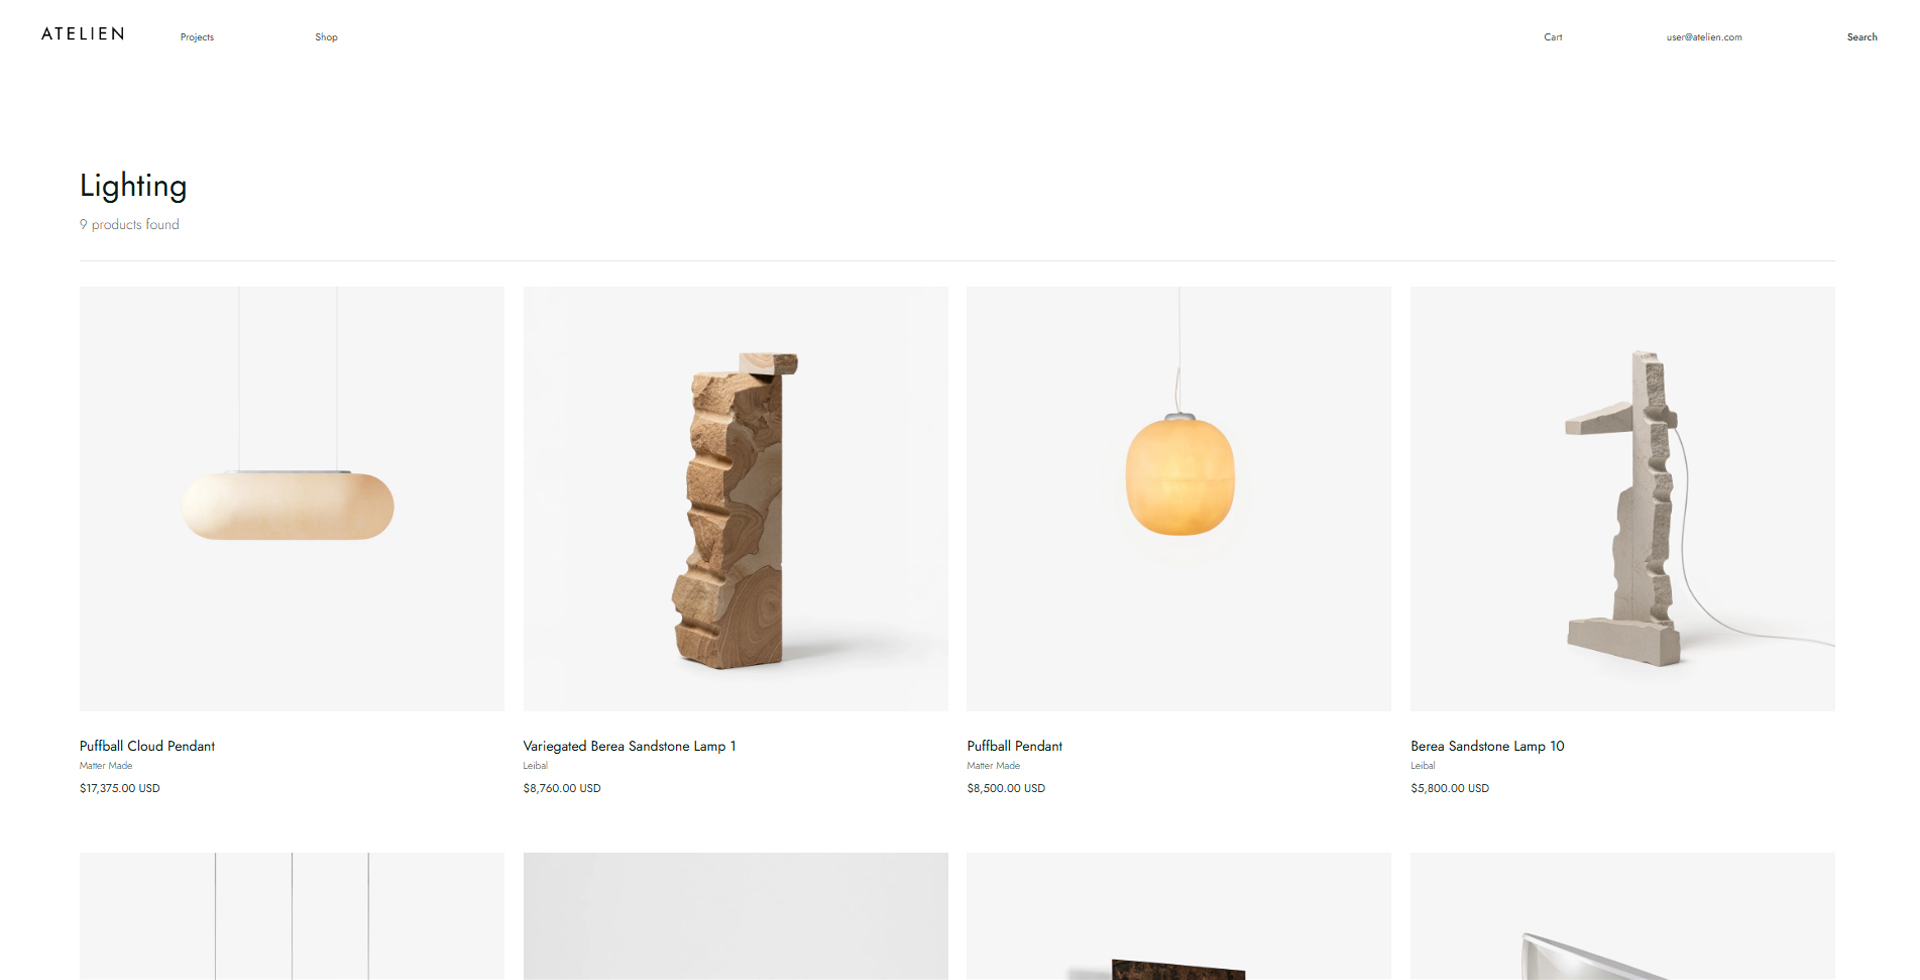 ATELIEN
Projects
Shop
Cart
user@atelien.com
Search
Lighting
9 products found
Puffball Cloud Pendant
Matter Made
$17,375.00 USD
Variegated Berea Sandstone Lamp 1
Leibal
$8,760.00 USD
Puffball Pendant
Matter Made
$8,500.00 USD
Berea Sandstone Lamp 10
Leibal
$5,800.00 USD